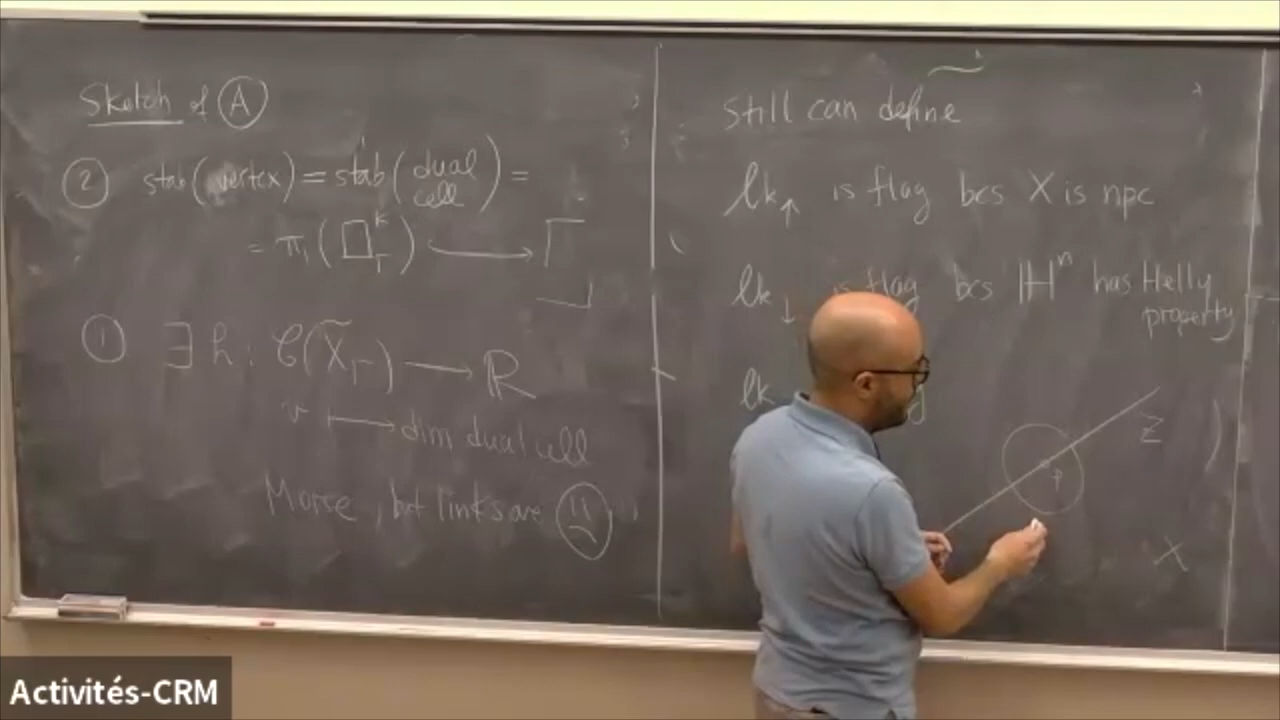 Sketch of Ⓐ
② stab(vertex) = stab(dual cell) =
= π₁(□ᴷ_Γ) ⟶ Γ
① ∃ h : 𝒞(X̃_Γ) ⟶ ℝ
v ⟼ dim dual cell
Morse, but links are ☹
Still can define
lk↑ is flag bcs X is npc
lk↓ is flag bcs ℍⁿ has Helly property
lk
Z
p
X
Activités-CRM